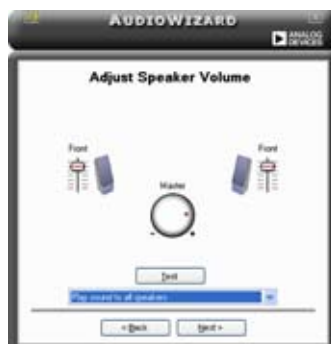 AUDIOWIZARD
ANALOG
DEVICES
Adjust Speaker Volume
Front
Front
Master
- +
Test
Play sound to all speakers
< Back
Next >